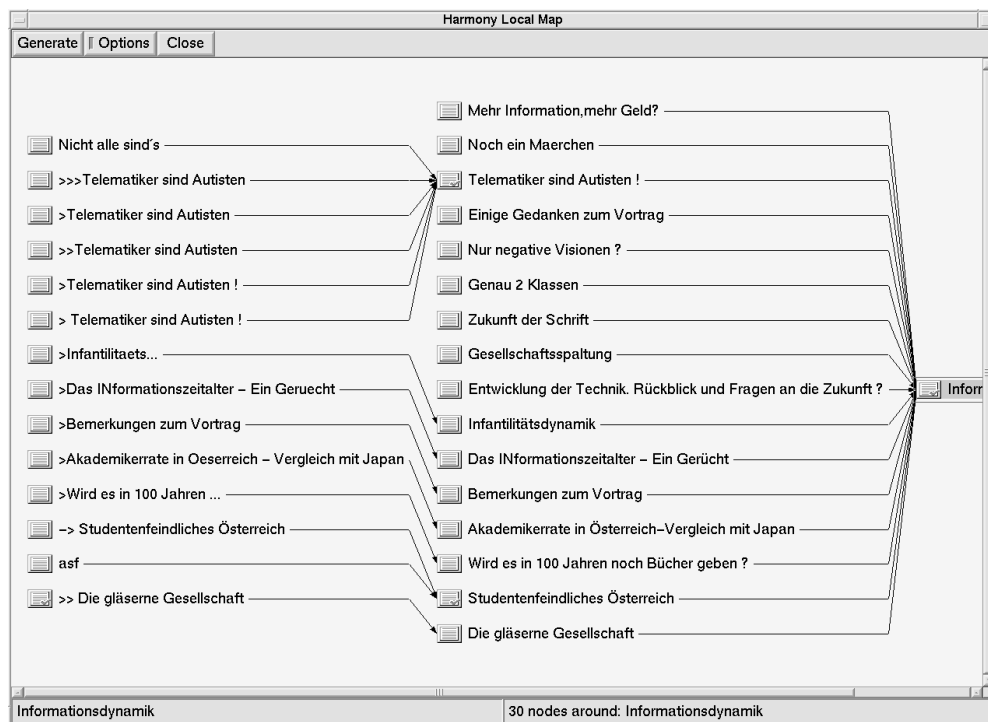 Harmony Local Map
Generate Options Close
Mehr Information,mehr Geld?
Nicht alle sind´s
Noch ein Maerchen
>>>Telematiker sind Autisten
Telematiker sind Autisten !
>Telematiker sind Autisten
Einige Gedanken zum Vortrag
>>Telematiker sind Autisten
Nur negative Visionen ?
>Telematiker sind Autisten !
Genau 2 Klassen
> Telematiker sind Autisten !
Zukunft der Schrift
>Infantilitaets...
Gesellschaftsspaltung
>Das INformationszeitalter – Ein Geruecht
Entwicklung der Technik. Rückblick und Fragen an die Zukunft ?
Inforr
>Bemerkungen zum Vortrag
Infantilitätsdynamik
>Akademikerrate in Oeserreich – Vergleich mit Japan
Das INformationszeitalter – Ein Gerücht
>Wird es in 100 Jahren ...
Bemerkungen zum Vortrag
–> Studentenfeindliches Österreich
Akademikerrate in Österreich–Vergleich mit Japan
asf
Wird es in 100 Jahren noch Bücher geben ?
>> Die gläserne Gesellschaft
Studentenfeindliches Österreich
Die gläserne Gesellschaft
Informationsdynamik
30 nodes around: Informationsdynamik